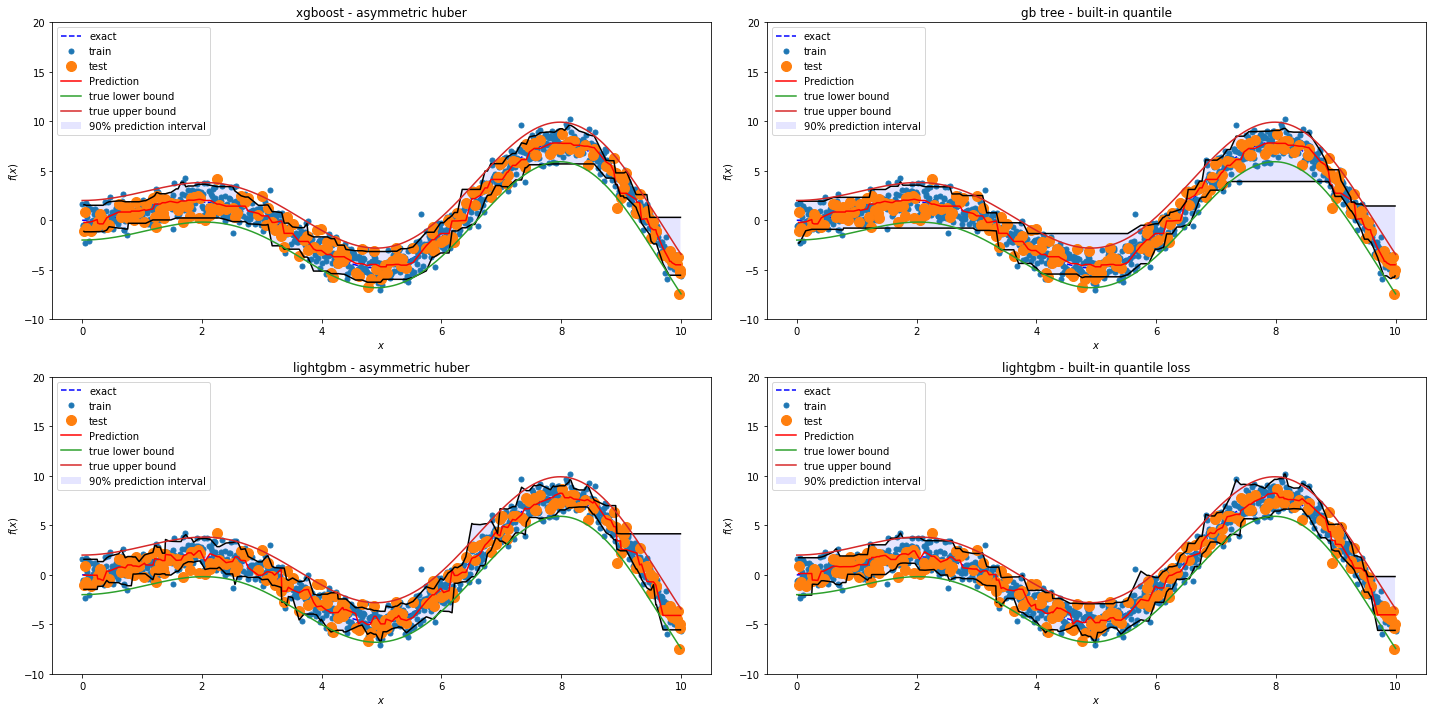 xgboost - asymmetric huber
20
15
10
5
0
−5
−10
f(x)
exact
train
test
Prediction
true lower bound
true upper bound
90% prediction interval
0
2
4
6
8
10
x
gb tree - built-in quantile
20
15
10
5
0
−5
−10
f(x)
exact
train
test
Prediction
true lower bound
true upper bound
90% prediction interval
0
2
4
6
8
10
x
lightgbm - asymmetric huber
20
15
10
5
0
−5
−10
f(x)
exact
train
test
Prediction
true lower bound
true upper bound
90% prediction interval
0
2
4
6
8
10
x
lightgbm - built-in quantile loss
20
15
10
5
0
−5
−10
f(x)
exact
train
test
Prediction
true lower bound
true upper bound
90% prediction interval
0
2
4
6
8
10
x